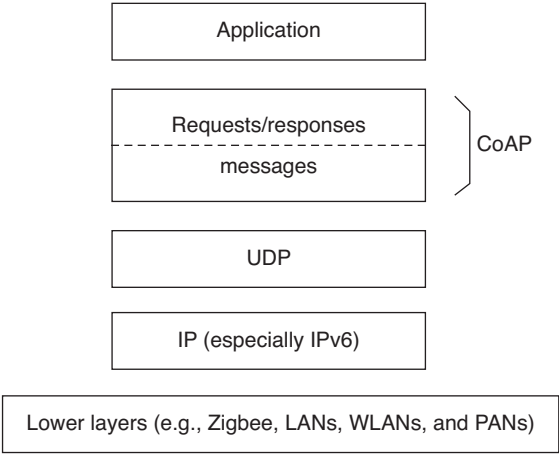 Application
Requests/responses
CoAP
messages
UDP
IP (especially IPv6)
Lower layers (e.g., Zigbee, LANs, WLANs, and PANs)